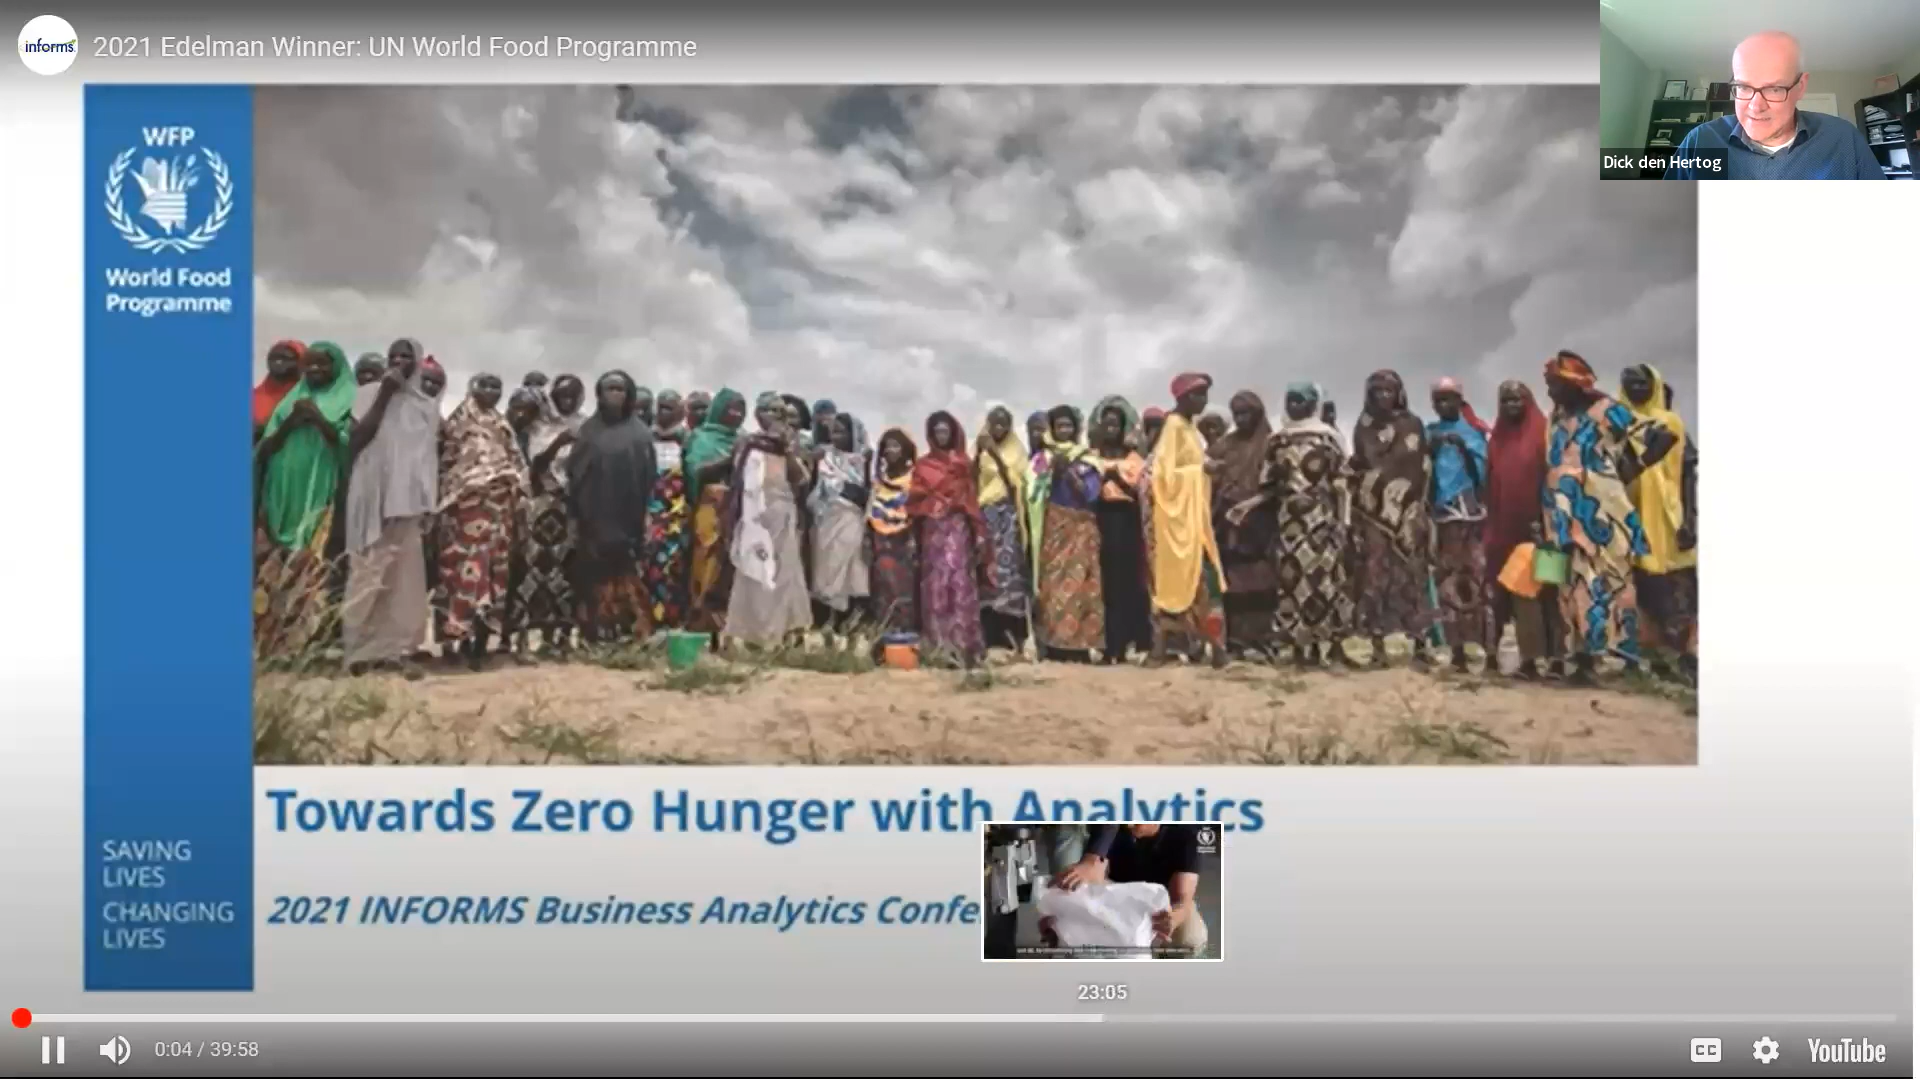 informs
2021 Edelman Winner: UN World Food Programme
Dick den Hertog
WFP
World Food
Programme
SAVING
LIVES
CHANGING
LIVES
Towards Zero Hunger with Analytics
2021 INFORMS Business Analytics Confe
23:05
0:04 / 39:58
CC
YouTube